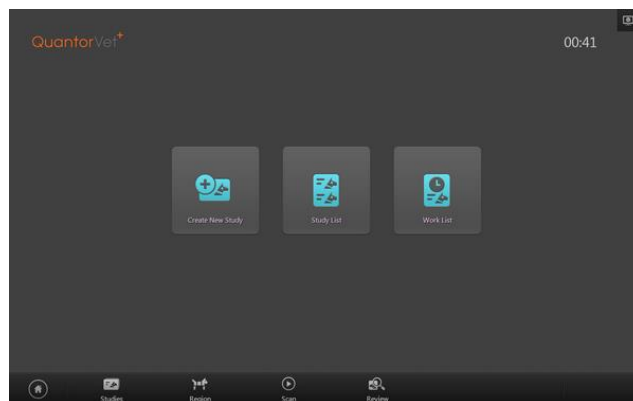 QuantorVet+
00:41
Create New Study
Study List
Work List
Studies
Region
Scan
Review